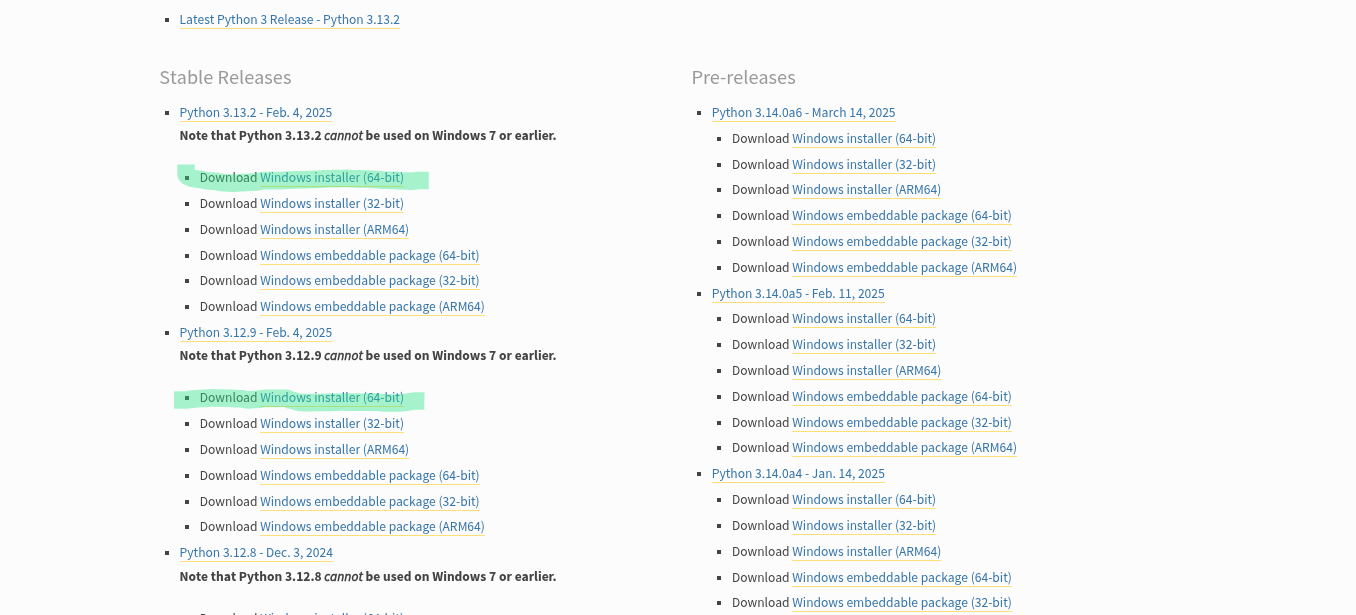 Latest Python 3 Release - Python 3.13.2
Stable Releases
Python 3.13.2 - Feb. 4, 2025
Note that Python 3.13.2 cannot be used on Windows 7 or earlier.
Download Windows installer (64-bit)
Download Windows installer (32-bit)
Download Windows installer (ARM64)
Download Windows embeddable package (64-bit)
Download Windows embeddable package (32-bit)
Download Windows embeddable package (ARM64)
Python 3.12.9 - Feb. 4, 2025
Note that Python 3.12.9 cannot be used on Windows 7 or earlier.
Download Windows installer (64-bit)
Download Windows installer (32-bit)
Download Windows installer (ARM64)
Download Windows embeddable package (64-bit)
Download Windows embeddable package (32-bit)
Download Windows embeddable package (ARM64)
Python 3.12.8 - Dec. 3, 2024
Note that Python 3.12.8 cannot be used on Windows 7 or earlier.
Pre-releases
Python 3.14.0a6 - March 14, 2025
Download Windows installer (64-bit)
Download Windows installer (32-bit)
Download Windows installer (ARM64)
Download Windows embeddable package (64-bit)
Download Windows embeddable package (32-bit)
Download Windows embeddable package (ARM64)
Python 3.14.0a5 - Feb. 11, 2025
Download Windows installer (64-bit)
Download Windows installer (32-bit)
Download Windows installer (ARM64)
Download Windows embeddable package (64-bit)
Download Windows embeddable package (32-bit)
Download Windows embeddable package (ARM64)
Python 3.14.0a4 - Jan. 14, 2025
Download Windows installer (64-bit)
Download Windows installer (32-bit)
Download Windows installer (ARM64)
Download Windows embeddable package (64-bit)
Download Windows embeddable package (32-bit)